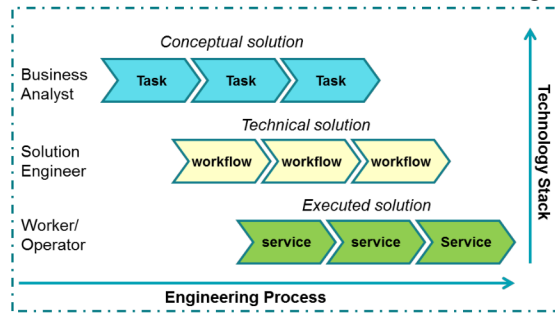 Conceptual solution
Business
Analyst
Task Task Task
Technical solution
Solution
Engineer
workflow workflow workflow
Executed solution
Worker/
Operator
service service Service
Engineering Process
Technology Stack